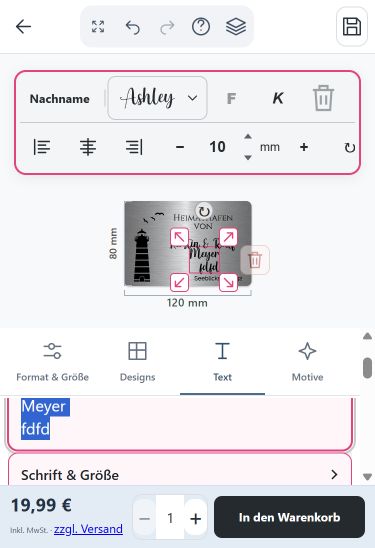 Nachname Ashley F K
10 mm
80 mm
HEIMATHAFEN
VON
Meyer
fdfd
120 mm
Format & Größe Designs Text Motive
Meyer
fdfd
Schrift & Größe
19,99 €
Inkl. MwSt. · zzgl. Versand
1
In den Warenkorb